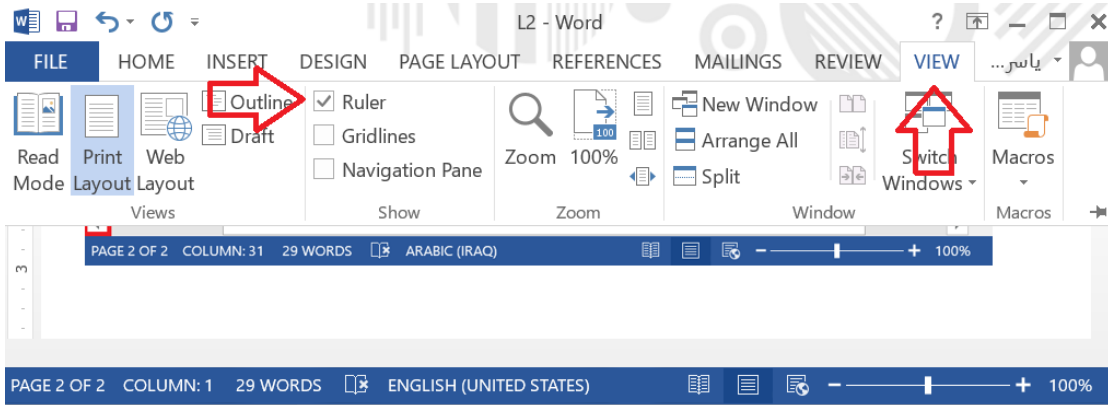 L2 - Word
FILE HOME INSERT DESIGN PAGE LAYOUT REFERENCES MAILINGS REVIEW VIEW ياسر...
Outline
Draft
Ruler
Gridlines
Navigation Pane
New Window
Arrange All
Split
Read Mode
Print Layout
Web Layout
Zoom
100
100%
Switch Windows
Macros
Views Show Zoom Window Macros
PAGE 2 OF 2 COLUMN: 31 29 WORDS ARABIC (IRAQ) 100%
3
PAGE 2 OF 2 COLUMN: 1 29 WORDS ENGLISH (UNITED STATES) 100%